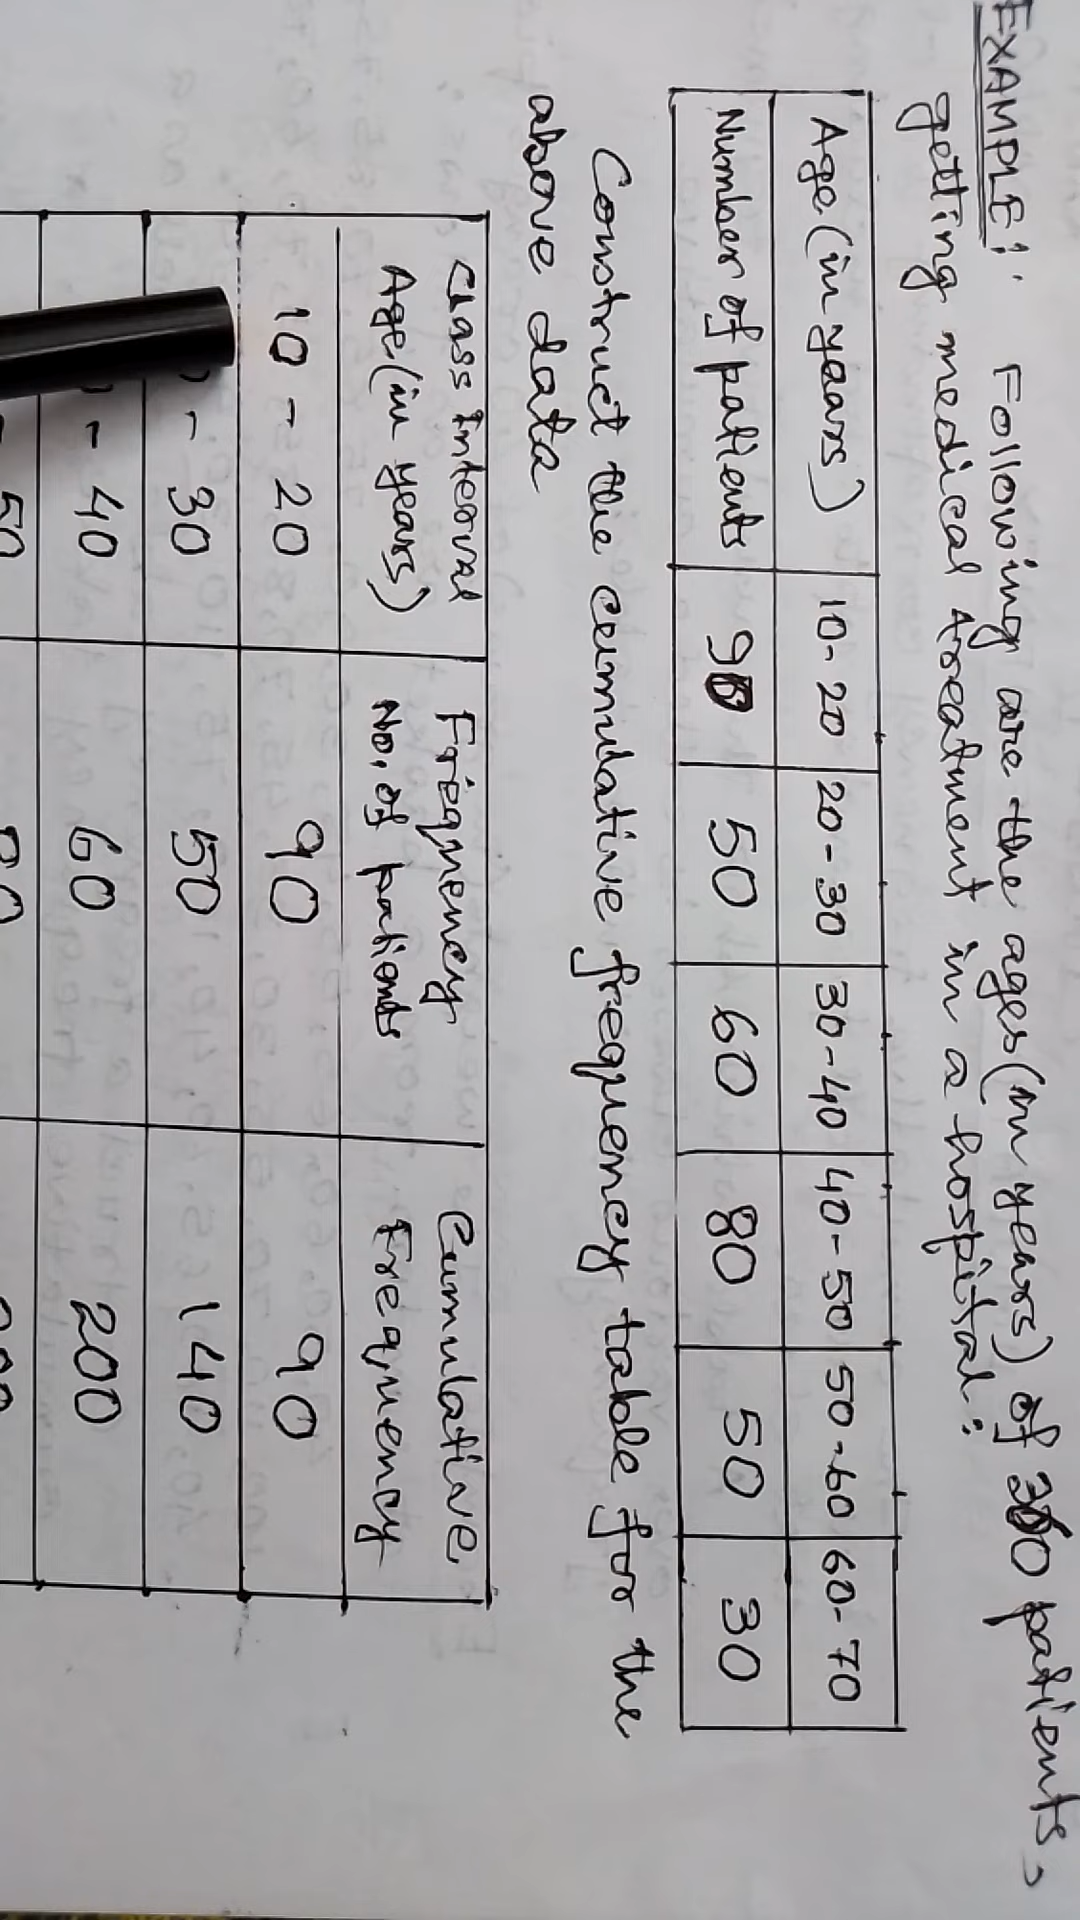 EXAMPLE: Following are the ages (in years) of 360 patients,
getting medical treatment in a hospital:
Age (in years) 10-20 20-30 30-40 40-50 50-60 60-70
Number of patients 90 50 60 80 50 30
Construct the cumulative frequency table for the
above data
Class Interval Frequency Cumulative
Age (in years) No. of patients Frequency
10 - 20 90 90
- 30 50 140
- 40 60 200
50